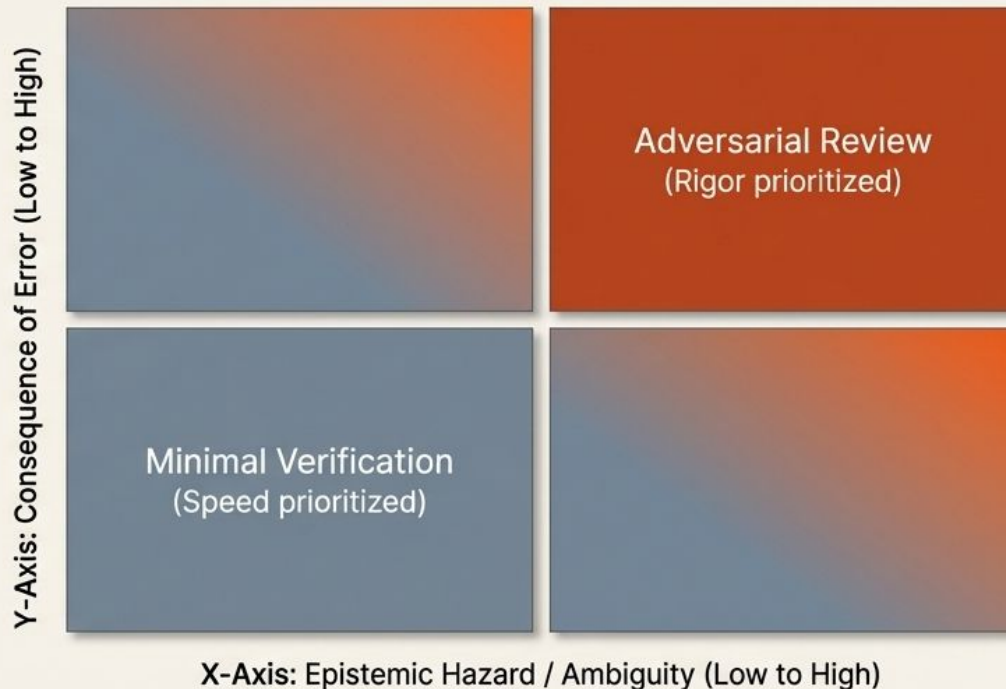 Y-Axis: Consequence of Error (Low to High)
Adversarial Review
(Rigor prioritized)
Minimal Verification
(Speed prioritized)
X-Axis: Epistemic Hazard / Ambiguity (Low to High)